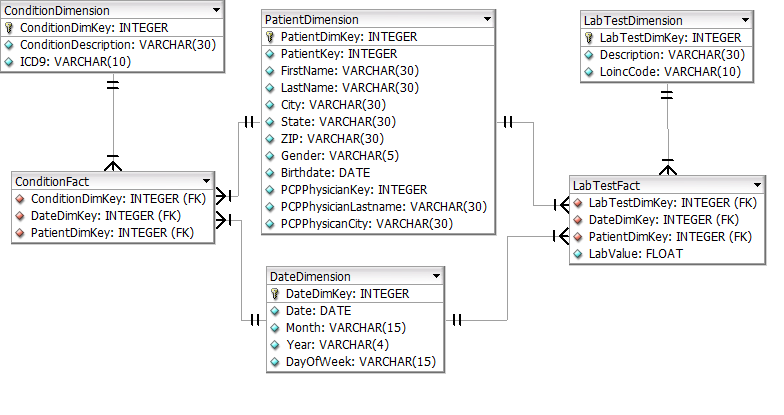 ConditionDimension
ConditionDimKey: INTEGER
ConditionDescription: VARCHAR(30)
ICD9: VARCHAR(10)
PatientDimension
PatientDimKey: INTEGER
PatientKey: INTEGER
FirstName: VARCHAR(30)
LastName: VARCHAR(30)
City: VARCHAR(30)
State: VARCHAR(30)
ZIP: VARCHAR(30)
Gender: VARCHAR(5)
Birthdate: DATE
PCPPhysicianKey: INTEGER
PCPPhysicianLastname: VARCHAR(30)
PCPPhysicanCity: VARCHAR(30)
LabTestDimension
LabTestDimKey: INTEGER
Description: VARCHAR(30)
LoincCode: VARCHAR(10)
ConditionFact
ConditionDimKey: INTEGER (FK)
DateDimKey: INTEGER (FK)
PatientDimKey: INTEGER (FK)
LabTestFact
LabTestDimKey: INTEGER (FK)
DateDimKey: INTEGER (FK)
PatientDimKey: INTEGER (FK)
LabValue: FLOAT
DateDimension
DateDimKey: INTEGER
Date: DATE
Month: VARCHAR(15)
Year: VARCHAR(4)
DayOfWeek: VARCHAR(15)